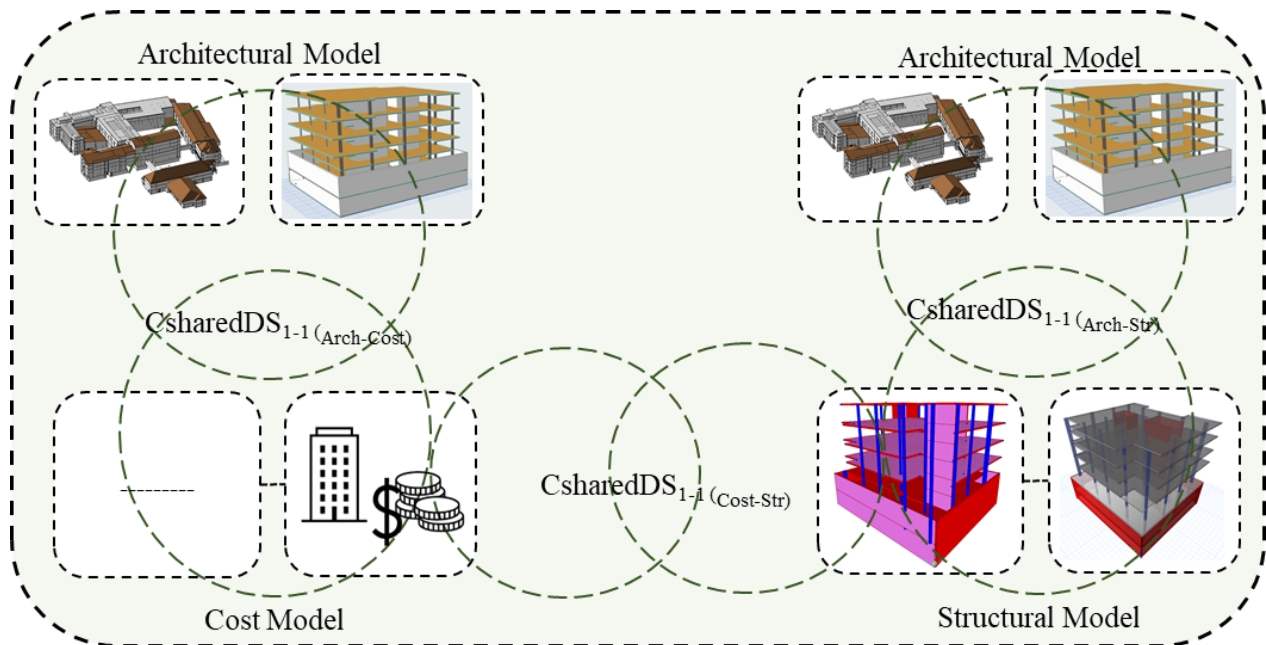 Architectural Model
Architectural Model
CsharedDS1-1 (Arch-Cost)
CsharedDS1-1 (Arch-Str)
---------
$
CsharedDS1-1 (Cost-Str)
Cost Model
Structural Model